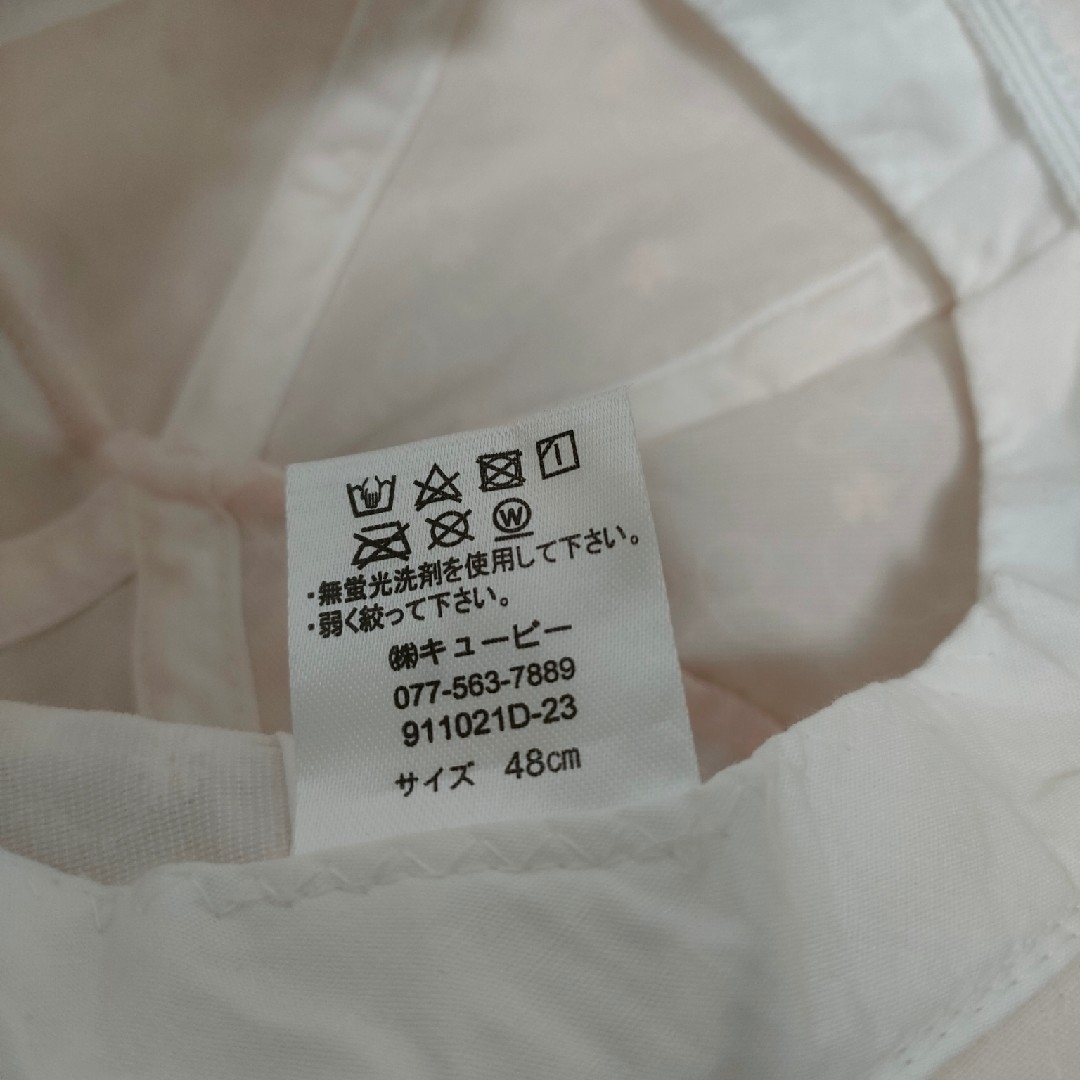 W
・無蛍光洗剤を使用して下さい。
・弱く絞って下さい。
㈱キュービー
077-563-7889
911021D-23
サイズ 48㎝